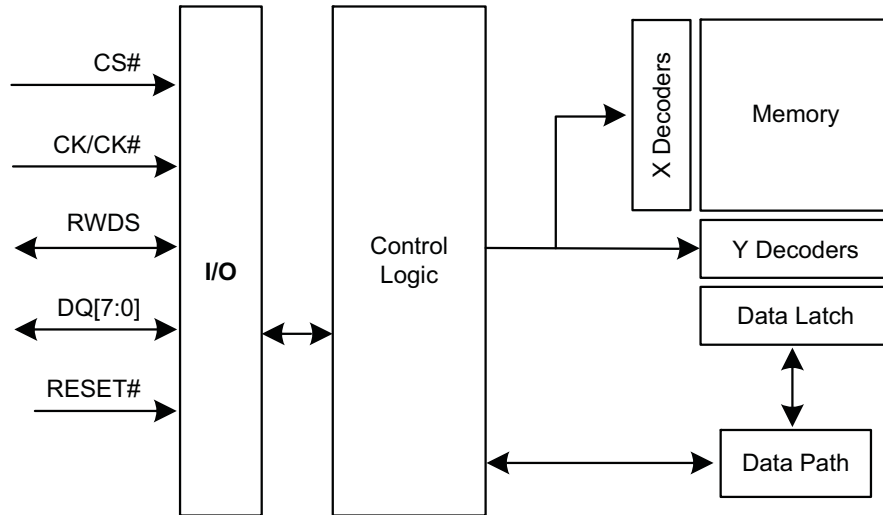 CS#
CK/CK#
RWDS
DQ[7:0]
RESET#
I/O
Control
Logic
X Decoders
Memory
Y Decoders
Data Latch
Data Path